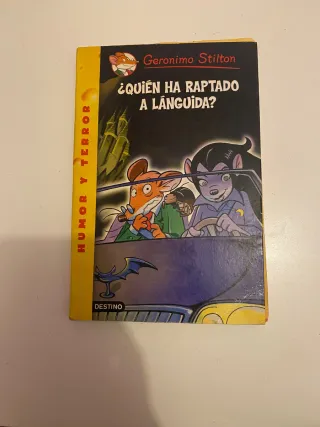 Geronimo Stilton
¿QUIÉN HA RAPTADO
A LÁNGUIDA?
HUMOR Y TERROR
DESTINO